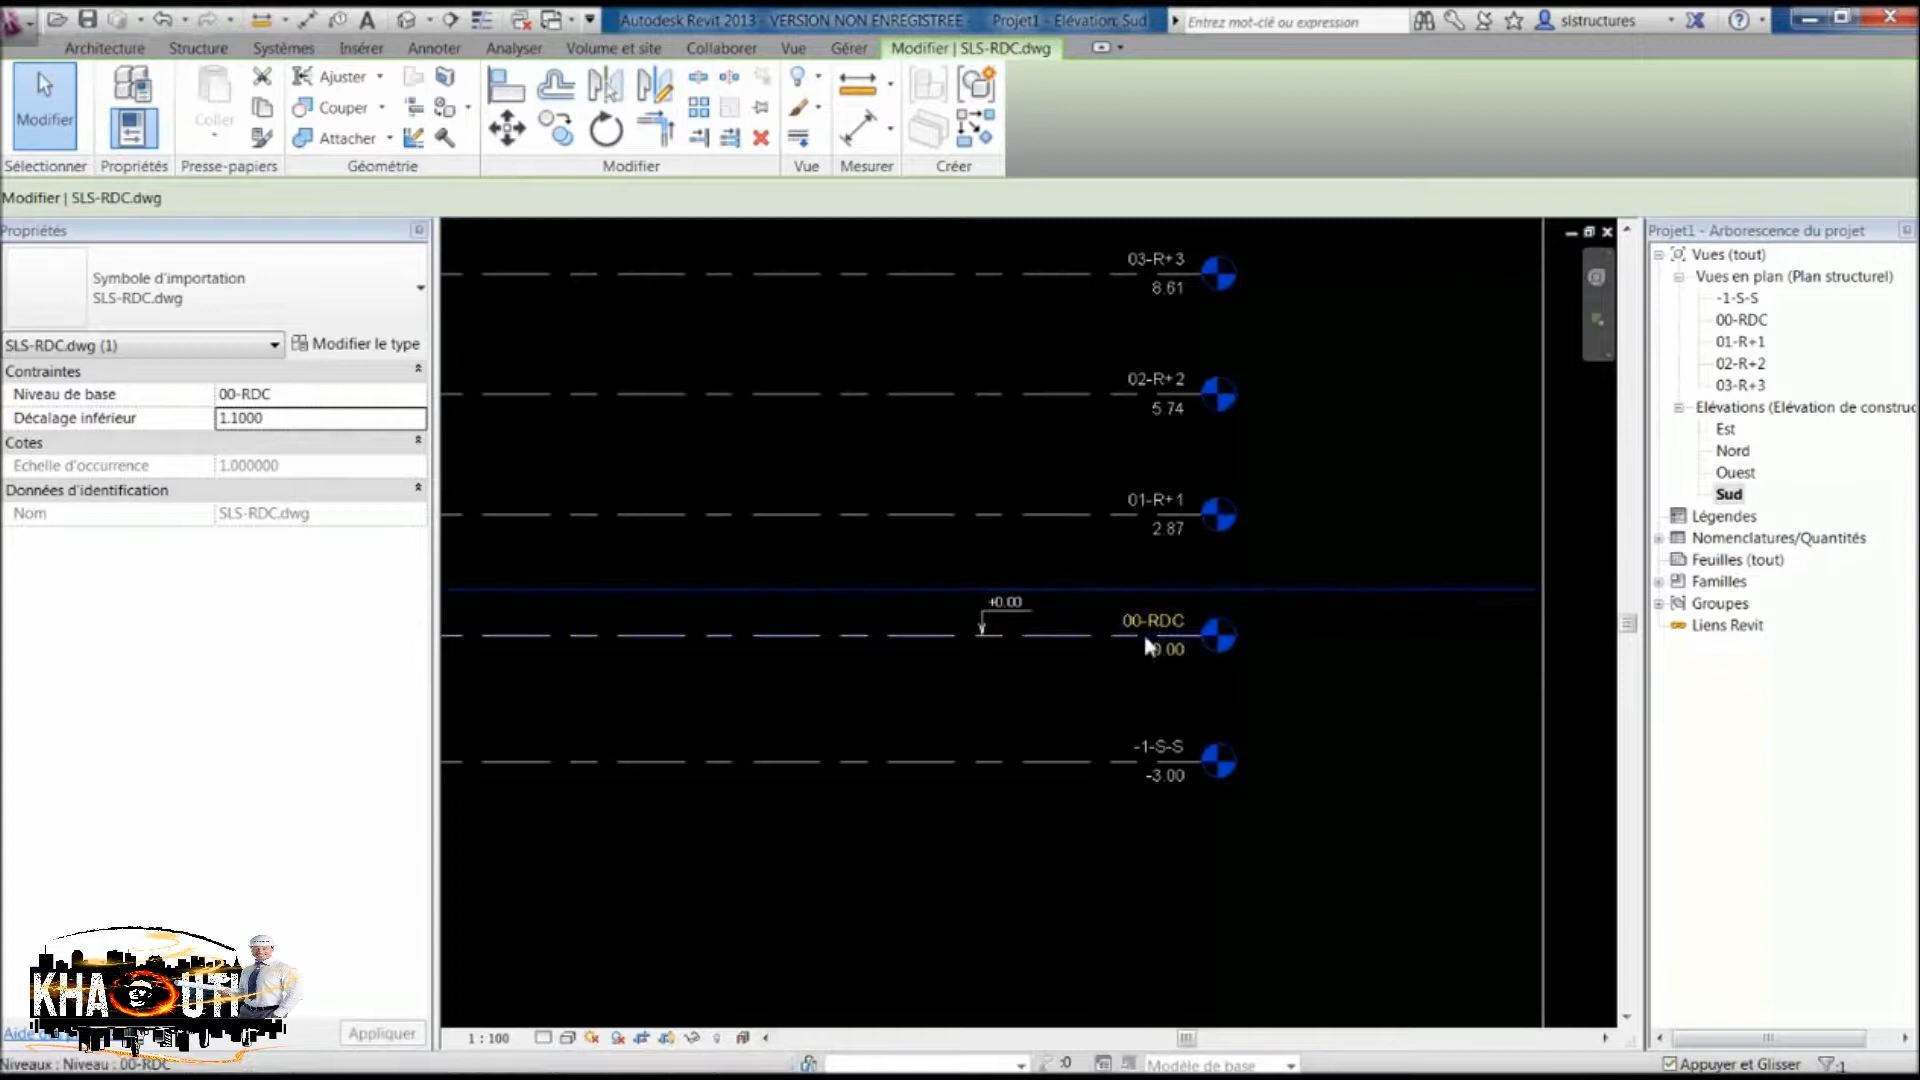 Autodesk Revit 2013 - VERSION NON ENREGISTREE - Projet1 - Elévation: Sud
Entrez mot-clé ou expression
slstructures
Architecture Structure Systèmes Insérer Annoter Analyser Volume et site Collaborer Vue Gérer Modifier | SLS-RDC.dwg
Modifier
Coller
Ajuster
Couper
Attacher
Sélectionner Propriétés Presse-papiers Géométrie Modifier Vue Mesurer Créer
Modifier | SLS-RDC.dwg
Propriétés
Symbole d'importation
SLS-RDC.dwg
SLS-RDC.dwg (1)
Modifier le type
Contraintes
Niveau de base 00-RDC
Décalage inférieur 1.1000
Cotes
Echelle d'occurrence 1.000000
Données d'identification
Nom SLS-RDC.dwg
Appliquer
03-R+3
8.61
02-R+2
5.74
01-R+1
2.87
+0.00
00-RDC
0.00
-1-S-S
-3.00
Projet1 - Arborescence du projet
Vues (tout)
Vues en plan (Plan structurel)
-1-S-S
00-RDC
01-R+1
02-R+2
03-R+3
Elévations (Elévation de construc
Est
Nord
Ouest
Sud
Légendes
Nomenclatures/Quantités
Feuilles (tout)
Familles
Groupes
Liens Revit
KHAOUTI
Aide
1 : 100
Niveaux : Niveau : 00-RDC
:0
Modèle de base
Appuyer et Glisser
:1